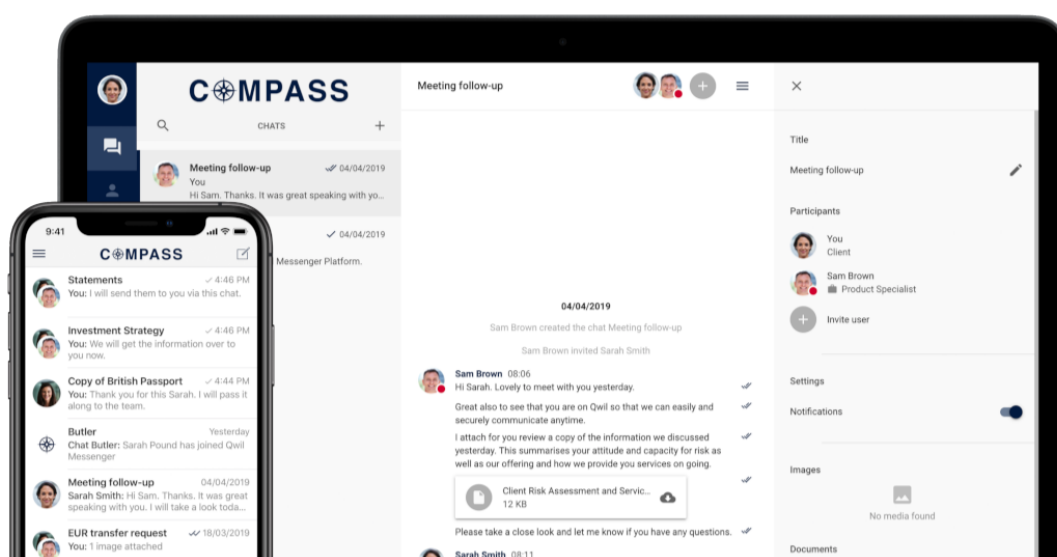 COMPASS
CHATS
Meeting follow-up 04/04/2019
You
Hi Sam. Thanks. It was great speaking with yo...
04/04/2019
Messenger Platform.
9:41
COMPASS
Statements 4:46 PM
You: I will send them to you via this chat.
Investment Strategy 4:46 PM
You: We will get the information over to
you now.
Copy of British Passport 4:44 PM
You: Thank you for this Sarah. I will pass it
along to the team.
Butler Yesterday
Chat Butler: Sarah Pound has joined Qwil
Messenger
Meeting follow-up 04/04/2019
Sarah Smith: Hi Sam. Thanks. It was great
speaking with you. I will take a look toda...
EUR transfer request 18/03/2019
You: 1 image attached
Meeting follow-up
04/04/2019
Sam Brown created the chat Meeting follow-up
Sam Brown invited Sarah Smith
Sam Brown 08:06
Hi Sarah. Lovely to meet with you yesterday.
Great also to see that you are on Qwil so that we can easily and
securely communicate anytime.
I attach for you review a copy of the information we discussed
yesterday. This summarises your attitude and capacity for risk as
well as our offering and how we provide you services on going.
Client Risk Assessment and Servic...
12 KB
Please take a close look and let me know if you have any questions.
Sarah Smith 08:11
Title
Meeting follow-up
Participants
You
Client
Sam Brown
Product Specialist
Invite user
Settings
Notifications
Images
No media found
Documents